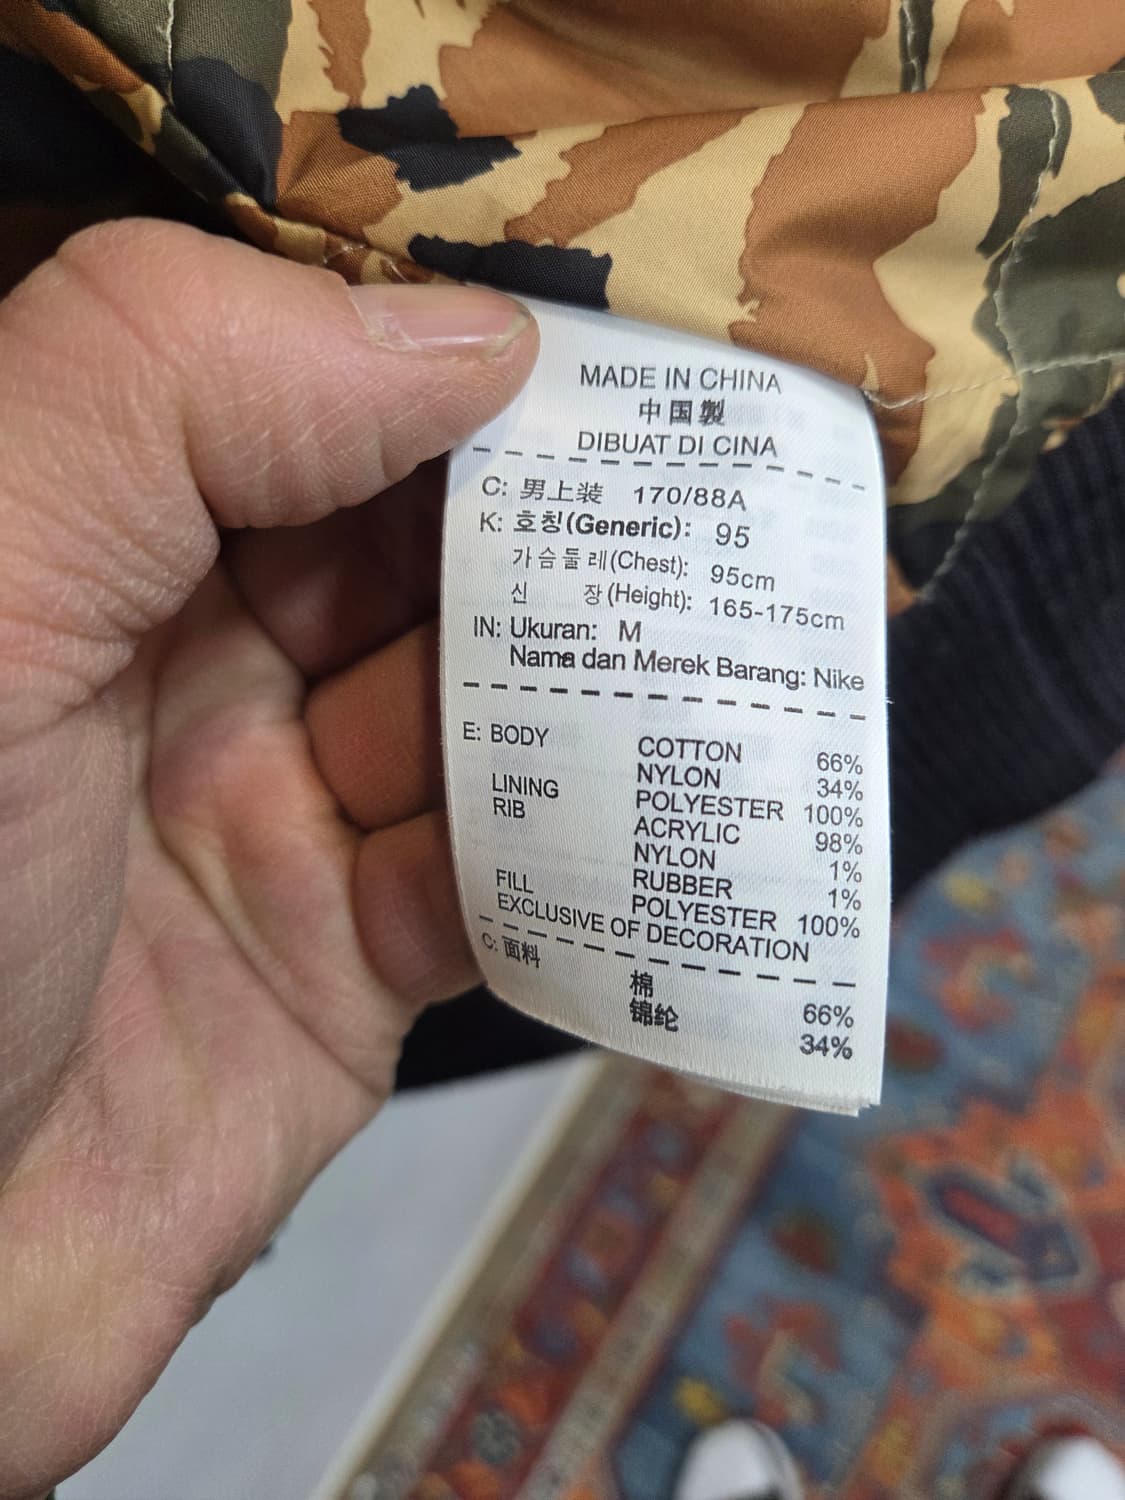 MADE IN CHINA
中国製
DIBUAT DI CINA
C: 男上装 170/88A
K: 호칭(Generic): 95
가슴둘레(Chest): 95cm
신 장(Height): 165-175cm
IN: Ukuran: M
Nama dan Merek Barang: Nike
E: BODY COTTON 66%
NYLON 34%
LINING POLYESTER 100%
RIB ACRYLIC 98%
NYLON 1%
RUBBER 1%
FILL POLYESTER 100%
EXCLUSIVE OF DECORATION
C: 面料 棉 66%
锦纶 34%